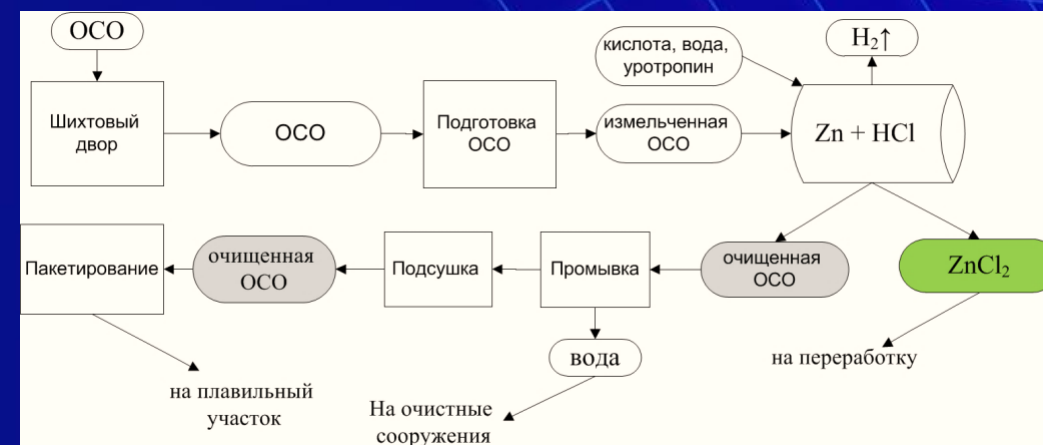 ОСО
Шихтовый
двор
ОСО
Подготовка
ОСО
измельченная
ОСО
кислота, вода,
уротропин
H₂↑
Zn + HCl
ZnCl₂
на переработку
очищенная
ОСО
Промывка
вода
На очистные
сооружения
Подсушка
очищенная
ОСО
Пакетирование
на плавильный
участок